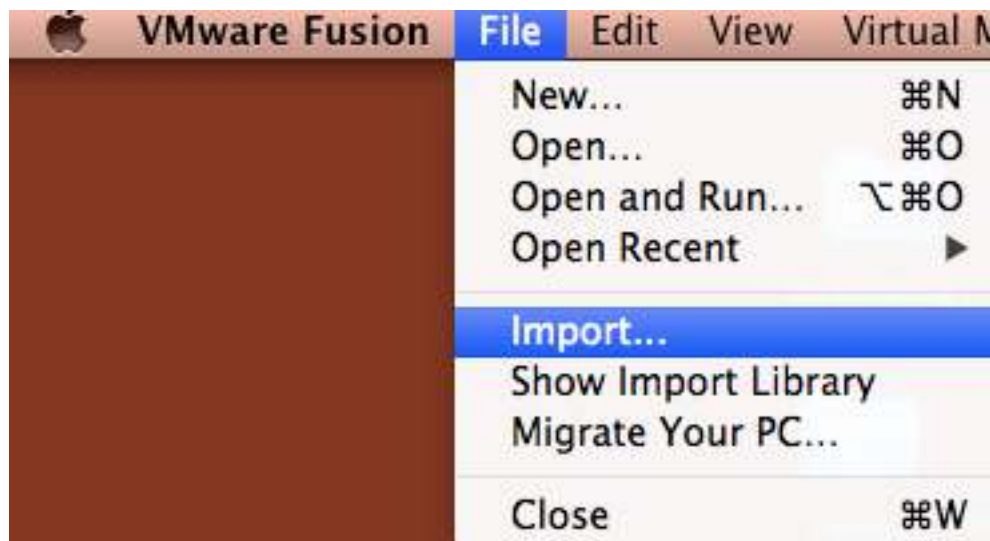 VMware Fusion File Edit View Virtual
New... ⌘N
Open... ⌘O
Open and Run... ⌥⌘O
Open Recent ▶
Import...
Show Import Library
Migrate Your PC...
Close ⌘W